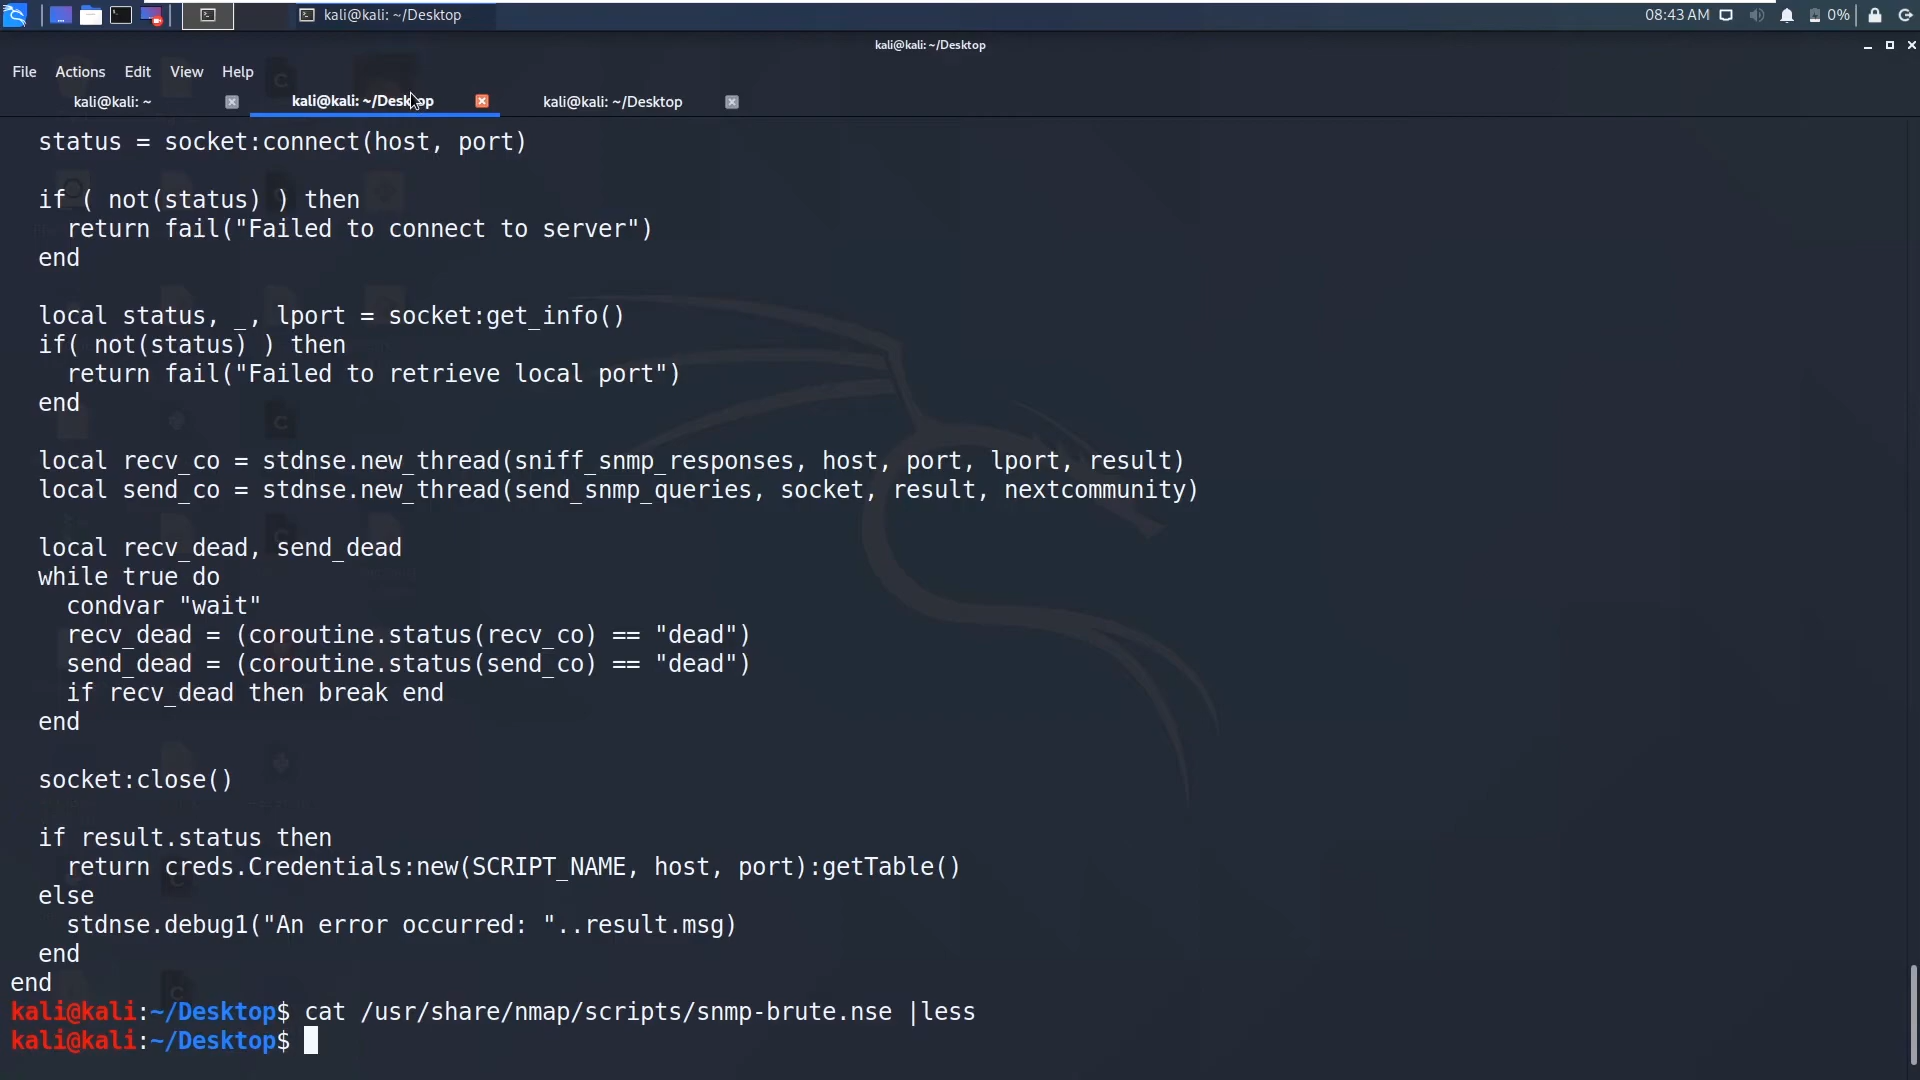 kali@kali: ~/Desktop
08:43 AM
0%
kali@kali: ~/Desktop
File Actions Edit View Help
kali@kali: ~
kali@kali: ~/Desktop
kali@kali: ~/Desktop
status = socket:connect(host, port)
if ( not(status) ) then
return fail("Failed to connect to server")
end
local status, _, lport = socket:get_info()
if( not(status) ) then
return fail("Failed to retrieve local port")
end
local recv_co = stdnse.new_thread(sniff_snmp_responses, host, port, lport, result)
local send_co = stdnse.new_thread(send_snmp_queries, socket, result, nextcommunity)
local recv_dead, send_dead
while true do
condvar "wait"
recv_dead = (coroutine.status(recv_co) == "dead")
send_dead = (coroutine.status(send_co) == "dead")
if recv_dead then break end
end
socket:close()
if result.status then
return creds.Credentials:new(SCRIPT_NAME, host, port):getTable()
else
stdnse.debug1("An error occurred: "..result.msg)
end
end
kali@kali:~/Desktop$ cat /usr/share/nmap/scripts/snmp-brute.nse |less
kali@kali:~/Desktop$